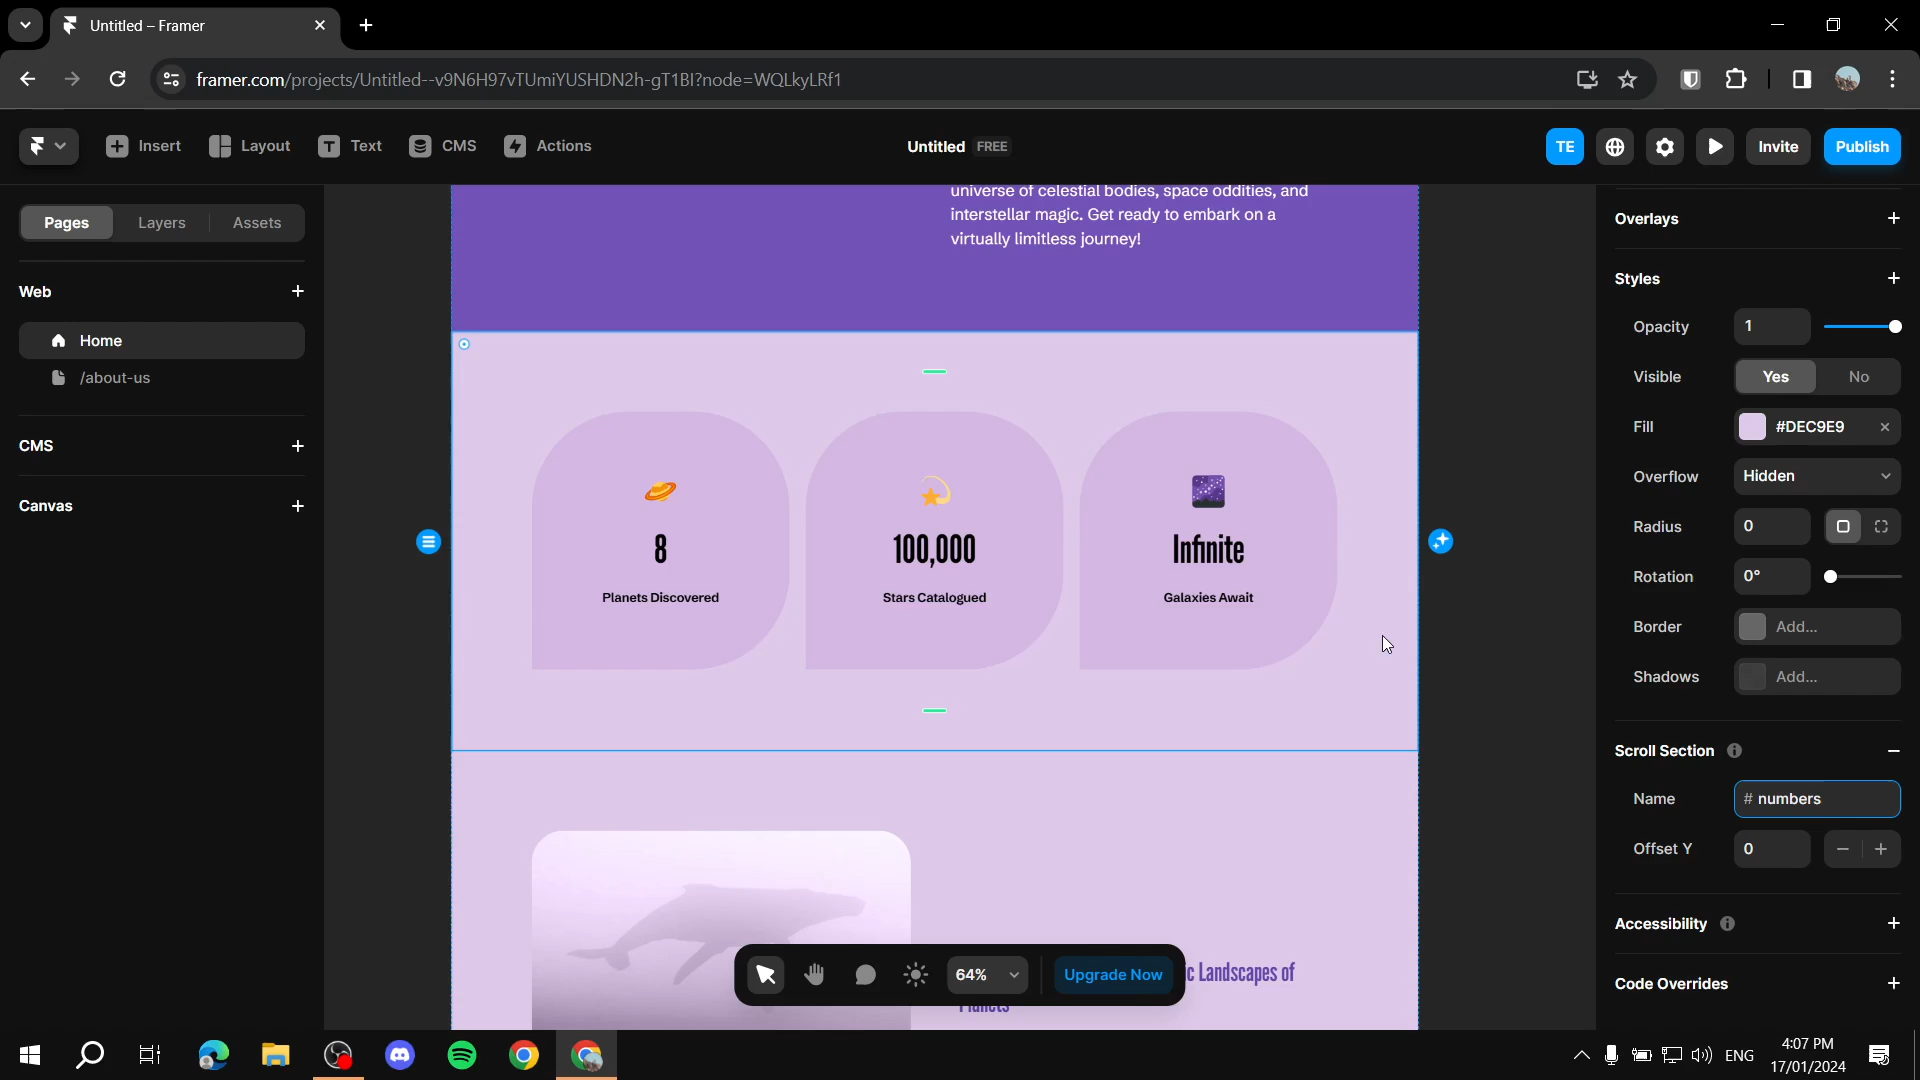 Untitled – Framer
framer.com/projects/Untitled--v9N6H97vTUmiYUSHDN2h-gT1BI?node=WQLkyLRf1
Insert
Layout
Text
CMS
Actions
Untitled FREE
TE
Invite
Publish
Pages
Layers
Assets
Web
Home
/about-us
CMS
Canvas
universe of celestial bodies, space oddities, and
interstellar magic. Get ready to embark on a
virtually limitless journey!
8
Planets Discovered
100,000
Stars Catalogued
Infinite
Galaxies Await
c Landscapes of
Planets
64%
Upgrade Now
Overlays
Styles
Opacity 1
Visible Yes No
Fill #DEC9E9
Overflow Hidden
Radius 0
Rotation 0°
Border Add...
Shadows Add...
Scroll Section
Name # numbers
Offset Y 0
Accessibility
Code Overrides
ENG
4:07 PM
17/01/2024